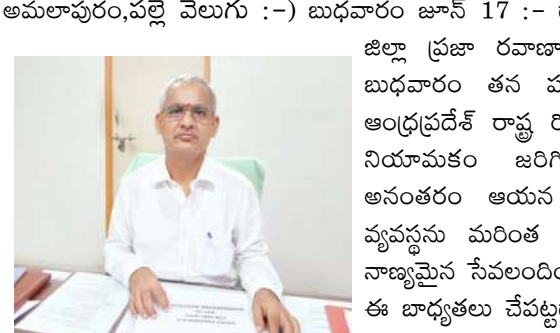 అమలాపురం,పల్లె వెలుగు :-) బుధవారం జూన్ 17 :-
జిల్లా ప్రజా రవాణా
బుధవారం తన
ఆంధ్రప్రదేశ్ రాష్ట్ర
నియామకం జరిగి
అనంతరం ఆయన
వ్యవస్థను మరింత
నాణ్యమైన సేవలందిం
ఈ బాధ్యతలు చేపట్ట